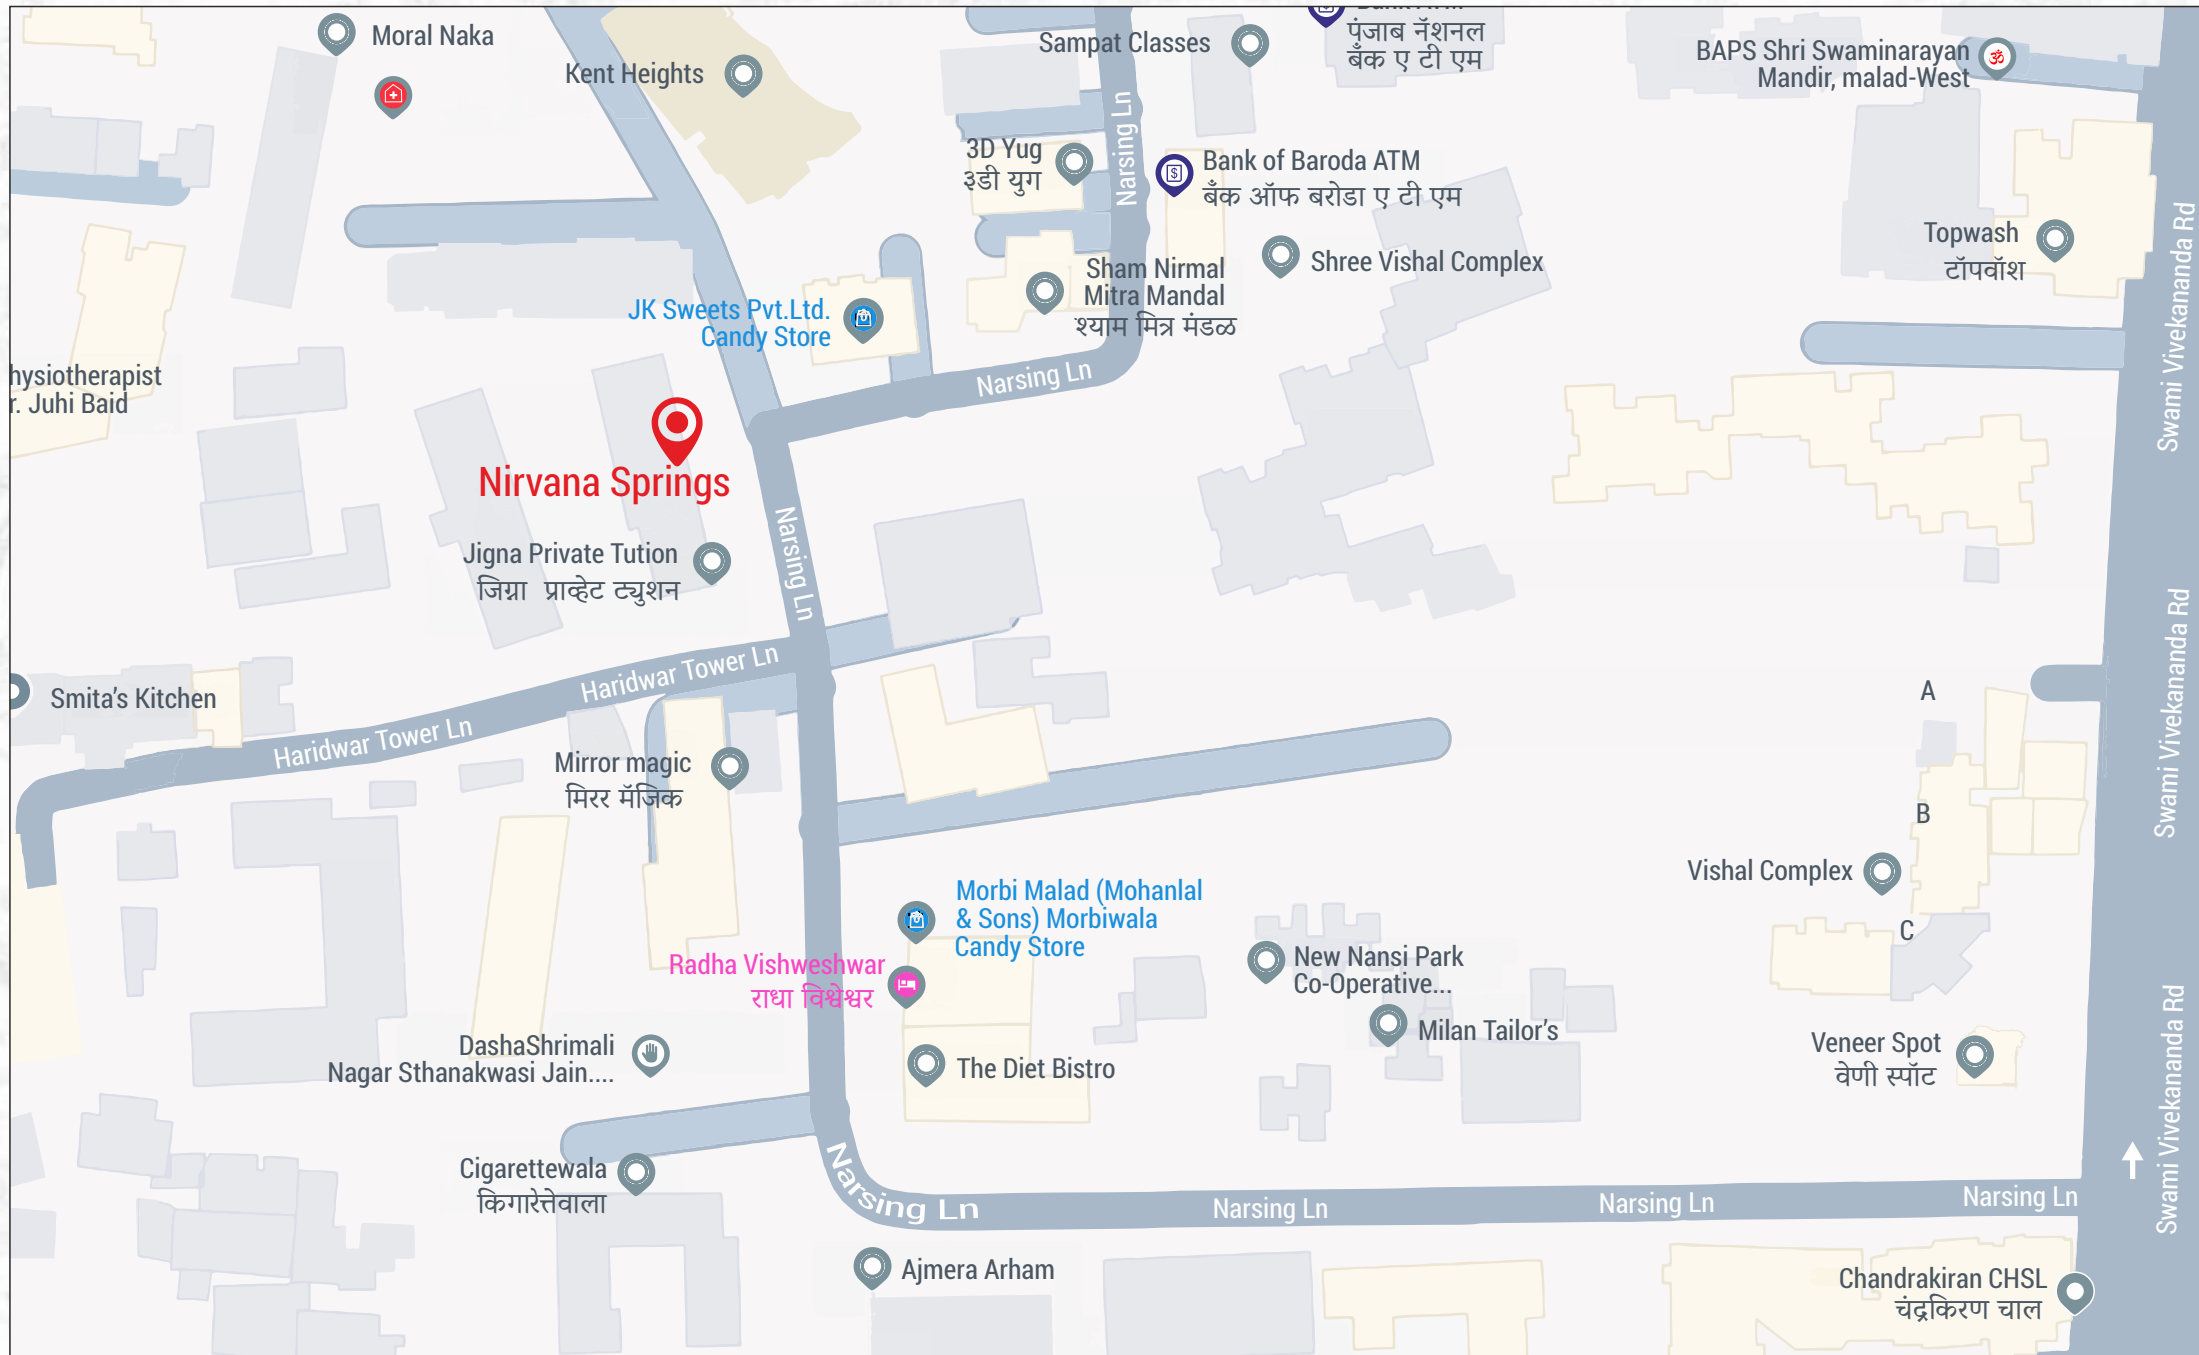 Moral Naka
Kent Heights
Sampat Classes
पंजाब नॅशनल
बँक ए टी एम
BAPS Shri Swaminarayan
Mandir, malad-West
Narsing Ln
3D Yug
३डी युग
Bank of Baroda ATM
बँक ऑफ बरोडा ए टी एम
Topwash
टॉपवॉश
Swami Vivekananda Rd
Shree Vishal Complex
Sham Nirmal
Mitra Mandal
श्याम मित्र मंडळ
JK Sweets Pvt.Ltd.
Candy Store
Narsing Ln
hysiotherapist
r. Juhi Baid
Nirvana Springs
Narsing Ln
Jigna Private Tution
जिग्ना प्राव्हेट ट्युशन
Haridwar Tower Ln
Smita's Kitchen
Haridwar Tower Ln
Swami Vivekananda Rd
A
Mirror magic
मिरर मॅजिक
B
Vishal Complex
Morbi Malad (Mohanlal
& Sons) Morbiwala
Candy Store
C
Radha Vishweshwar
राधा विश्वेश्वर
New Nansi Park
Co-Operative...
Milan Tailor's
DashaShrimali
Nagar Sthanakwasi Jain....
The Diet Bistro
Veneer Spot
वेणी स्पॉट
Swami Vivekananda Rd
Cigarettewala
किगारेत्तेवाला
Narsing Ln
Narsing Ln
Narsing Ln
Narsing Ln
Ajmera Arham
Chandrakiran CHSL
चंद्रकिरण चाल